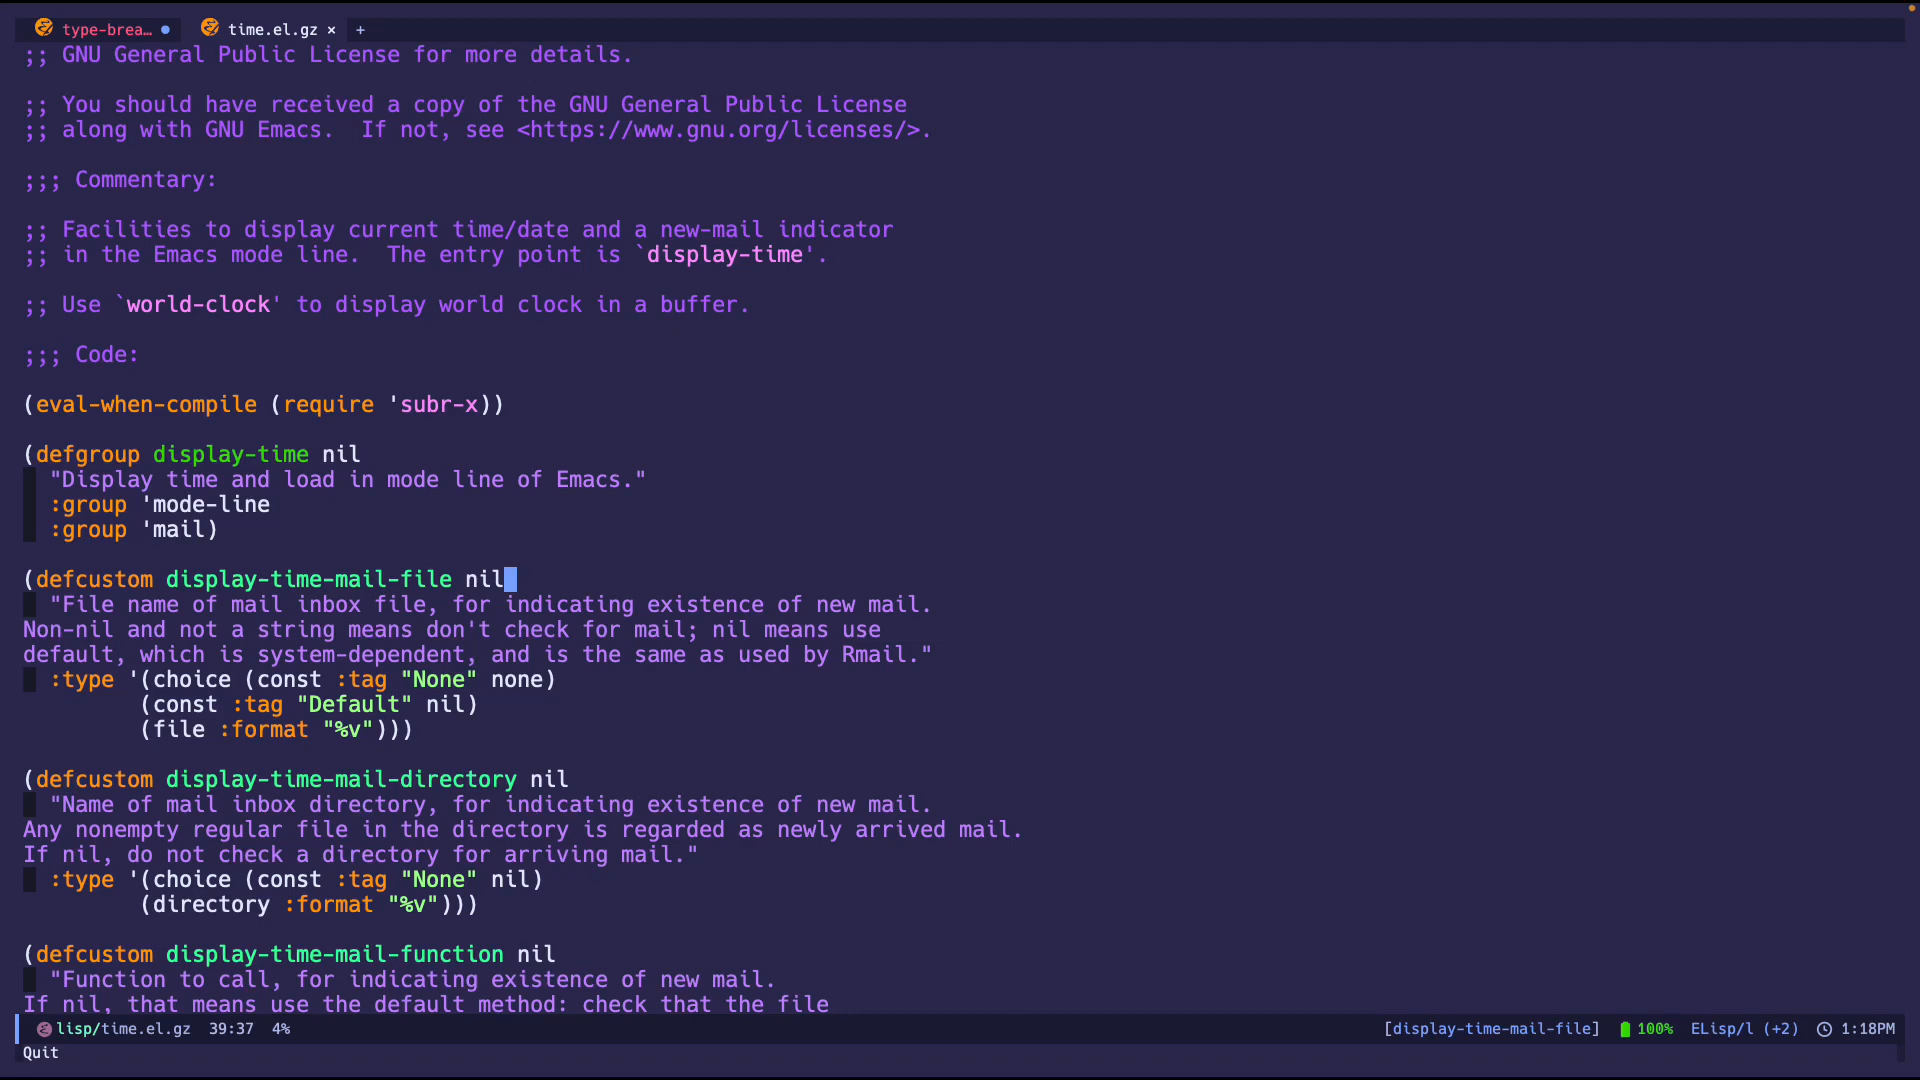 type-brea… time.el.gz × +
;; GNU General Public License for more details.
;; You should have received a copy of the GNU General Public License
;; along with GNU Emacs.  If not, see <https://www.gnu.org/licenses/>.
;;; Commentary:
;; Facilities to display current time/date and a new-mail indicator
;; in the Emacs mode line.  The entry point is `display-time'.
;; Use `world-clock' to display world clock in a buffer.
;;; Code:
(eval-when-compile (require 'subr-x))
(defgroup display-time nil
  "Display time and load in mode line of Emacs."
  :group 'mode-line
  :group 'mail)
(defcustom display-time-mail-file nil
  "File name of mail inbox file, for indicating existence of new mail.
Non-nil and not a string means don't check for mail; nil means use
default, which is system-dependent, and is the same as used by Rmail."
  :type '(choice (const :tag "None" none)
         (const :tag "Default" nil)
         (file :format "%v")))
(defcustom display-time-mail-directory nil
  "Name of mail inbox directory, for indicating existence of new mail.
Any nonempty regular file in the directory is regarded as newly arrived mail.
If nil, do not check a directory for arriving mail."
  :type '(choice (const :tag "None" nil)
         (directory :format "%v")))
(defcustom display-time-mail-function nil
  "Function to call, for indicating existence of new mail.
If nil, that means use the default method: check that the file
lisp/time.el.gz  39:37  4% [display-time-mail-file] 100% ELisp/l (+2) 1:18PM
Quit